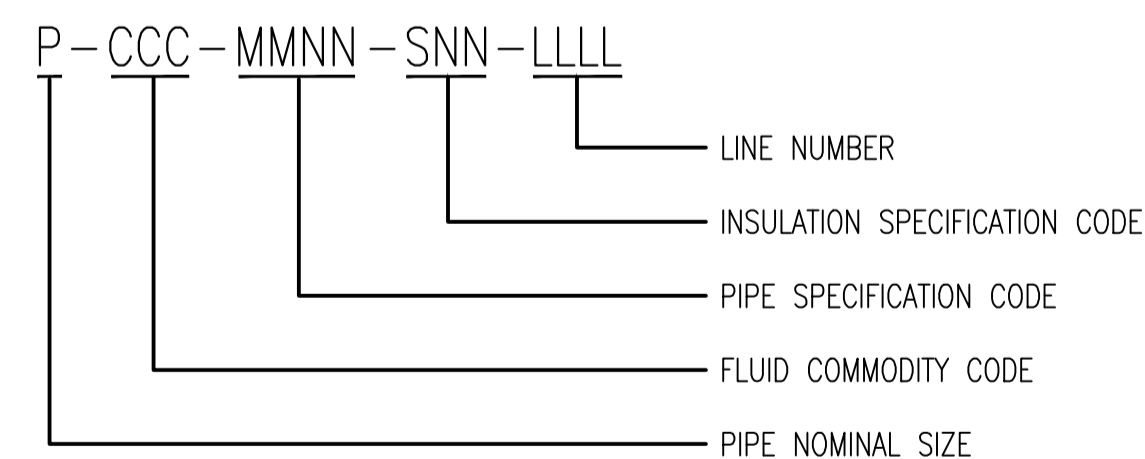 P-CCC-MMNN-SNN-LLLL
LINE NUMBER
INSULATION SPECIFICATION CODE
PIPE SPECIFICATION CODE
FLUID COMMODITY CODE
PIPE NOMINAL SIZE